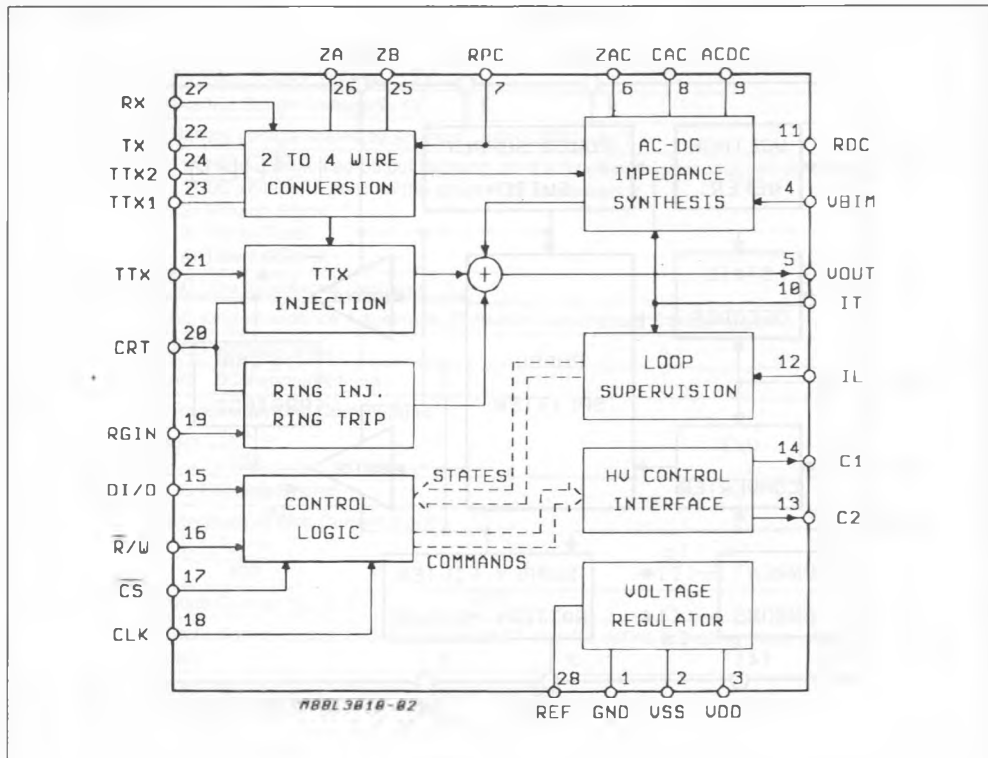 ZA ZB RPC ZAC CAC ACDC
26 25 7 6 8 9
27
RX
22
TX
24
TTX2
23
TTX1
2 TO 4 WIRE
CONVERSION
AC-DC
IMPEDANCE
SYNTHESIS
11 RDC
4 VBIM
21
TTX
TTX
INJECTION
+
5 VOUT
10 IT
20
CRT
RING INJ.
RING TRIP
LOOP
SUPERVISION
12 IL
19
RGIN
15
DI/O
CONTROL
LOGIC
STATES
COMMANDS
HV CONTROL
INTERFACE
14 C1
13 C2
16
R̅/W
17
C̅S̅
18
CLK
VOLTAGE
REGULATOR
28 1 2 3
REF GND VSS VDD
M88L3010-02